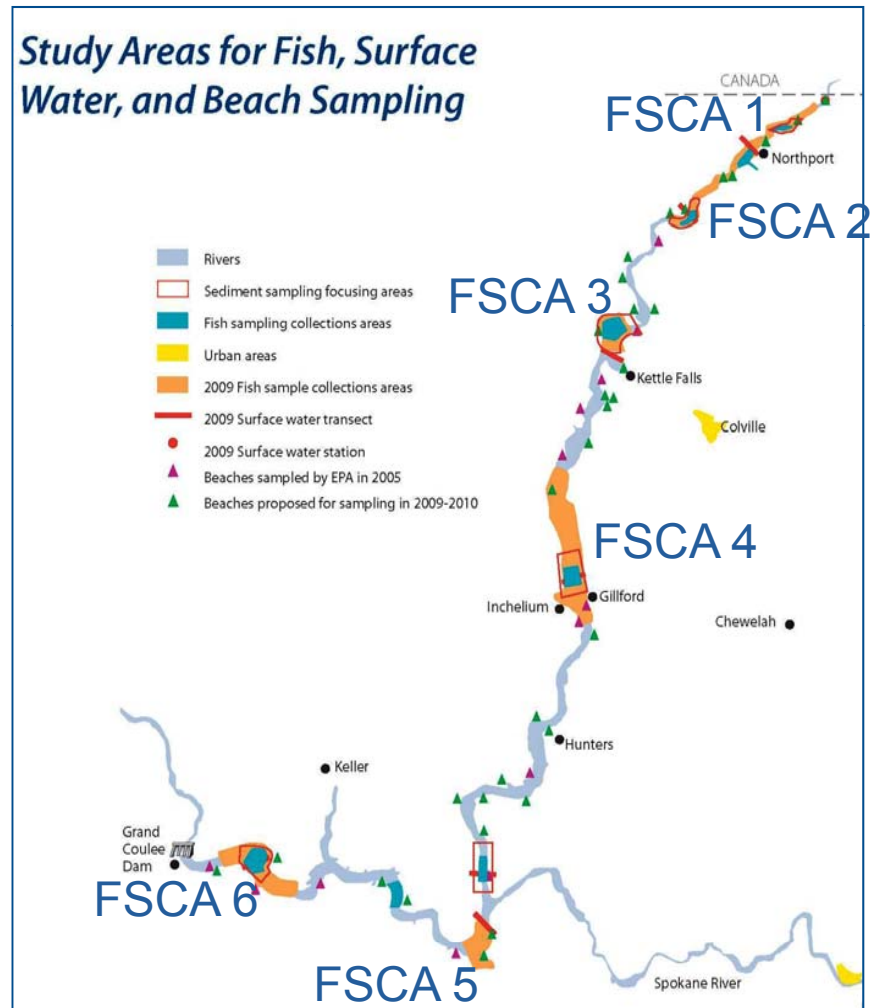 Study Areas for Fish, Surface
Water, and Beach Sampling
CANADA
FSCA 1
Northport
FSCA 2
Rivers
Sediment sampling focusing areas
Fish sampling collections areas
Urban areas
2009 Fish sample collections areas
2009 Surface water transect
2009 Surface water station
Beaches sampled by EPA in 2005
Beaches proposed for sampling in 2009-2010
FSCA 3
Kettle Falls
Colville
FSCA 4
Gillford
Inchelium
Chewelah
Hunters
Keller
Grand
Coulee
Dam
FSCA 6
FSCA 5
Spokane River